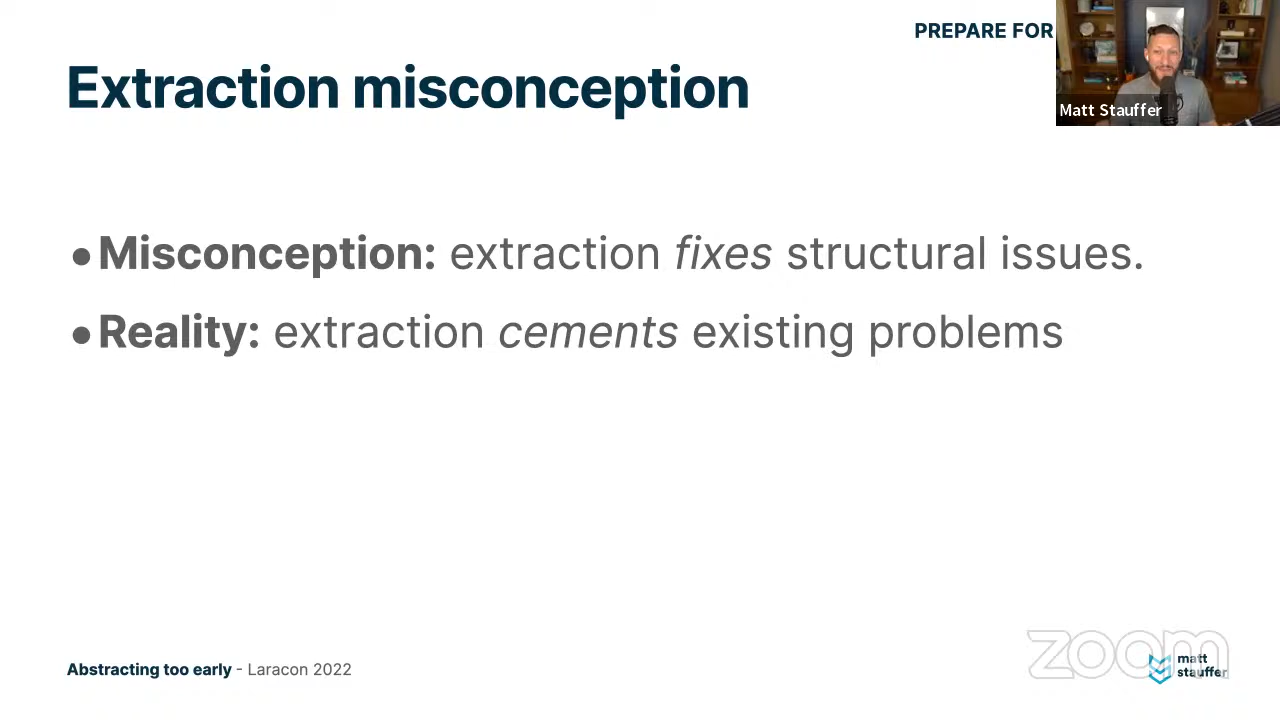 PREPARE FOR
Extraction misconception
Matt Stauffer
• Misconception: extraction fixes structural issues.
• Reality: extraction cements existing problems
Abstracting too early - Laracon 2022
zoom
matt
stauffer